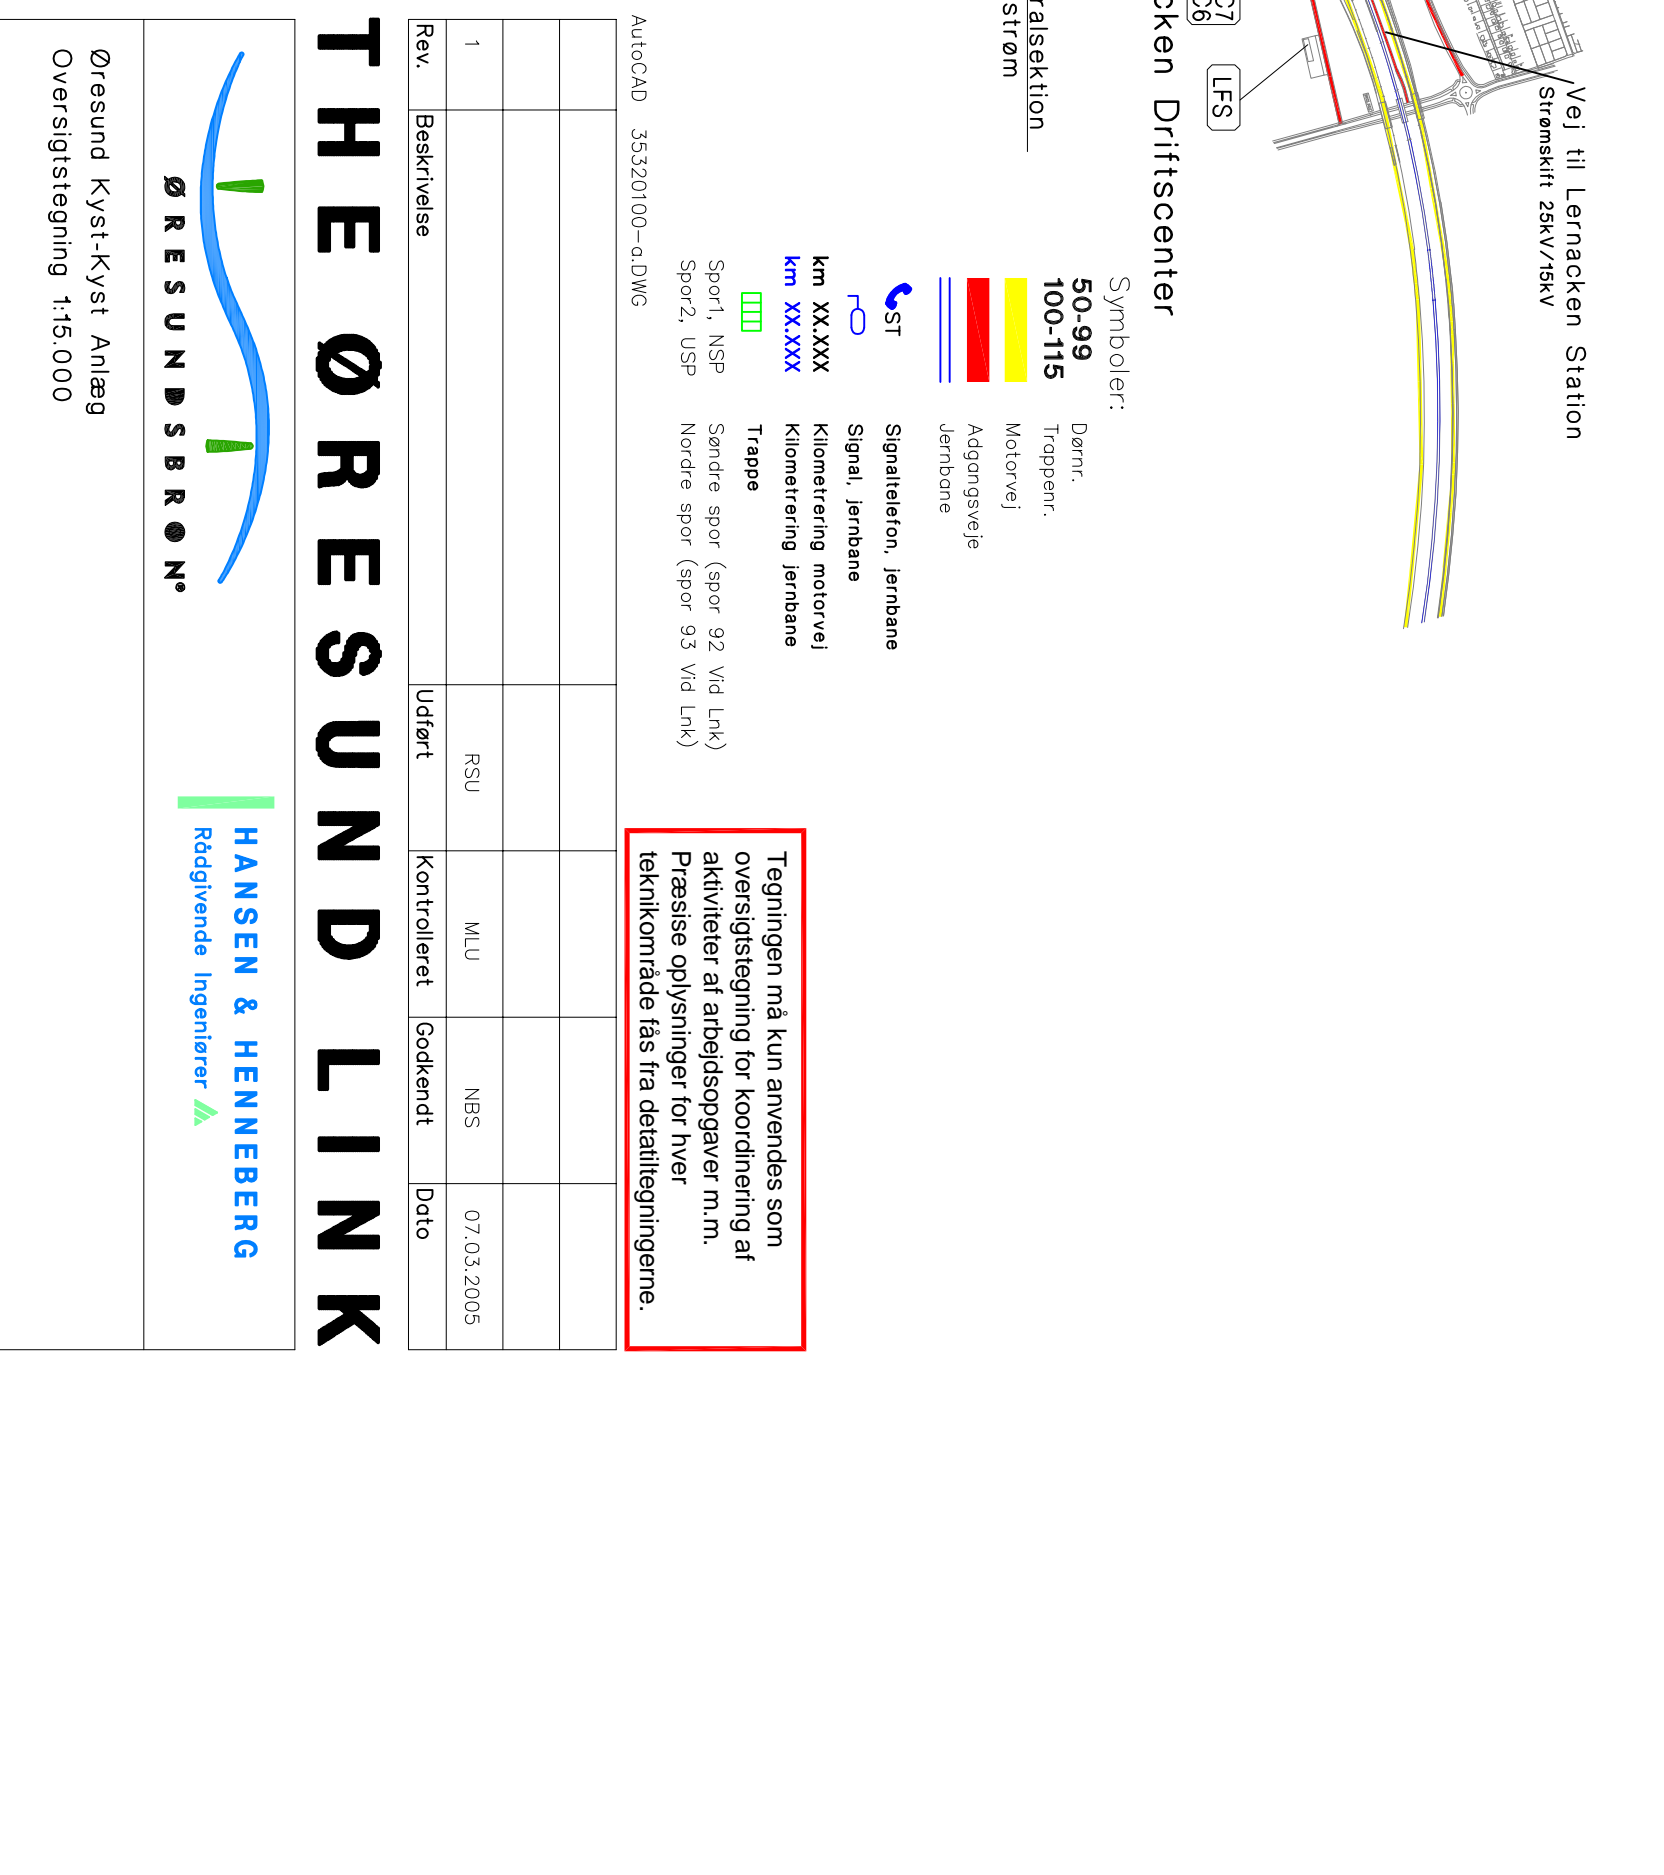 Vej til Lernacken Station
Strømskift 25kV/15kV
LFS
C7
C6
cken Driftscenter
ralsektion
strøm
Symboler:
50-99 Dørnr.
100-115 Trappenr.
Motorvej
Adgangsveje
Jernbane
ST Signaltelefon, jernbane
Signal, jernbane
km XX.XXX Kilometrering motorvej
km XX.XXX Kilometrering jernbane
Trappe
Spor1, NSP Søndre spor (spor 92 Vid Lnk)
Spor2, USP Nordre spor (spor 93 Vid Lnk)
Tegningen må kun anvendes som
oversigtstegning for koordinering af
aktiviteter af arbejdsopgaver m.m.
Præsise oplysninger for hver
teknikområde fås fra detatiltegningerne.
AutoCAD 35320100-a.DWG
1 RSU MLU NBS 07.03.2005
Rev. Beskrivelse Udført Kontrolleret Godkendt Dato
THE ØRESUND LINK
ØRESUNDSBRON®
HANSEN & HENNEBERG
Rådgivende Ingeniører
Øresund Kyst-Kyst Anlæg
Oversigtstegning 1:15.000